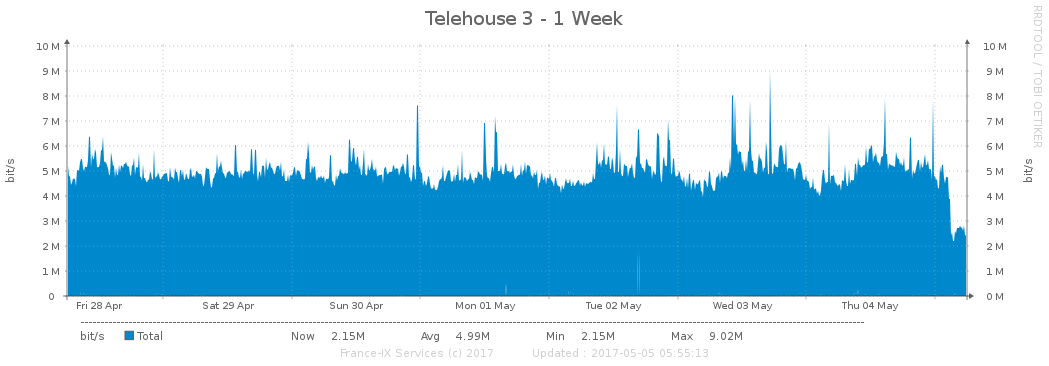 Telehouse 3 - 1 Week
RRDTOOL / TOBI OETIKER
bit/s
10 M 10 M
9 M 9 M
8 M 8 M
7 M 7 M
6 M 6 M
5 M 5 M
4 M 4 M
3 M 3 M
2 M 2 M
1 M 1 M
0 0 M
bit/s
Fri 28 Apr Sat 29 Apr Sun 30 Apr Mon 01 May Tue 02 May Wed 03 May Thu 04 May
bit/s Total Now 2.15M Avg 4.99M Min 2.15M Max 9.02M
France-IX Services (c) 2017 Updated : 2017-05-05 05:55:13